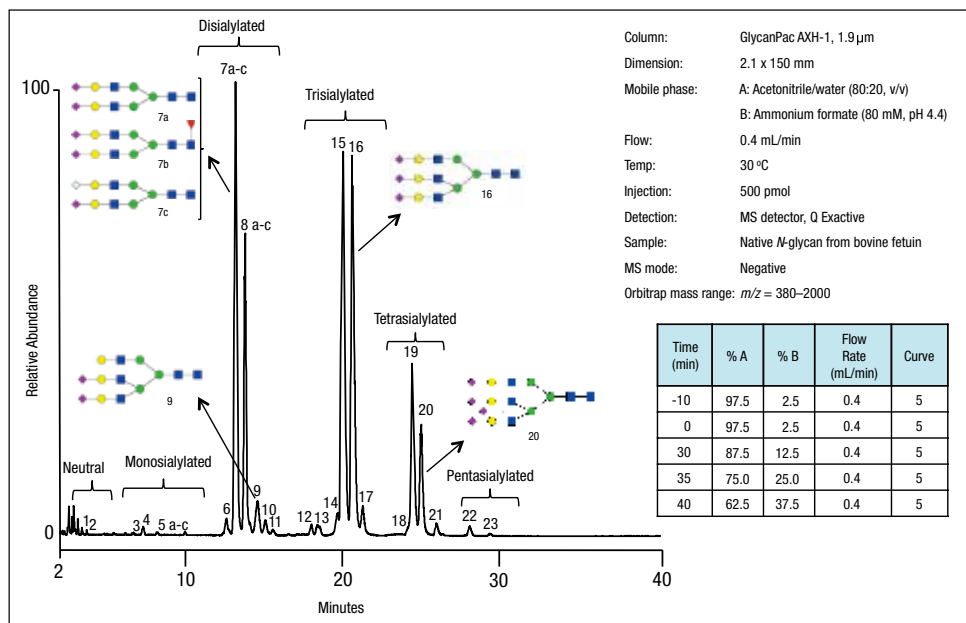 Disialylated
7a-c
100
7a
7b
7c
8 a-c
Trisialylated
15
16
16
Relative Abundance
9
Tetrasialylated
19
20
20
Neutral
Monosialylated
Pentasialylated
1
2
3
4
5 a-c
6
9
10
11
12
13
14
17
18
21
22
23
0
2
10
20
30
40
Minutes
Column: GlycanPac AXH-1, 1.9 µm
Dimension: 2.1 x 150 mm
Mobile phase: A: Acetonitrile/water (80:20, v/v)
B: Ammonium formate (80 mM, pH 4.4)
Flow: 0.4 mL/min
Temp: 30 ºC
Injection: 500 pmol
Detection: MS detector, Q Exactive
Sample: Native N-glycan from bovine fetuin
MS mode: Negative
Orbitrap mass range: m/z = 380–2000
Time (min) % A % B Flow Rate (mL/min) Curve
-10 97.5 2.5 0.4 5
0 97.5 2.5 0.4 5
30 87.5 12.5 0.4 5
35 75.0 25.0 0.4 5
40 62.5 37.5 0.4 5